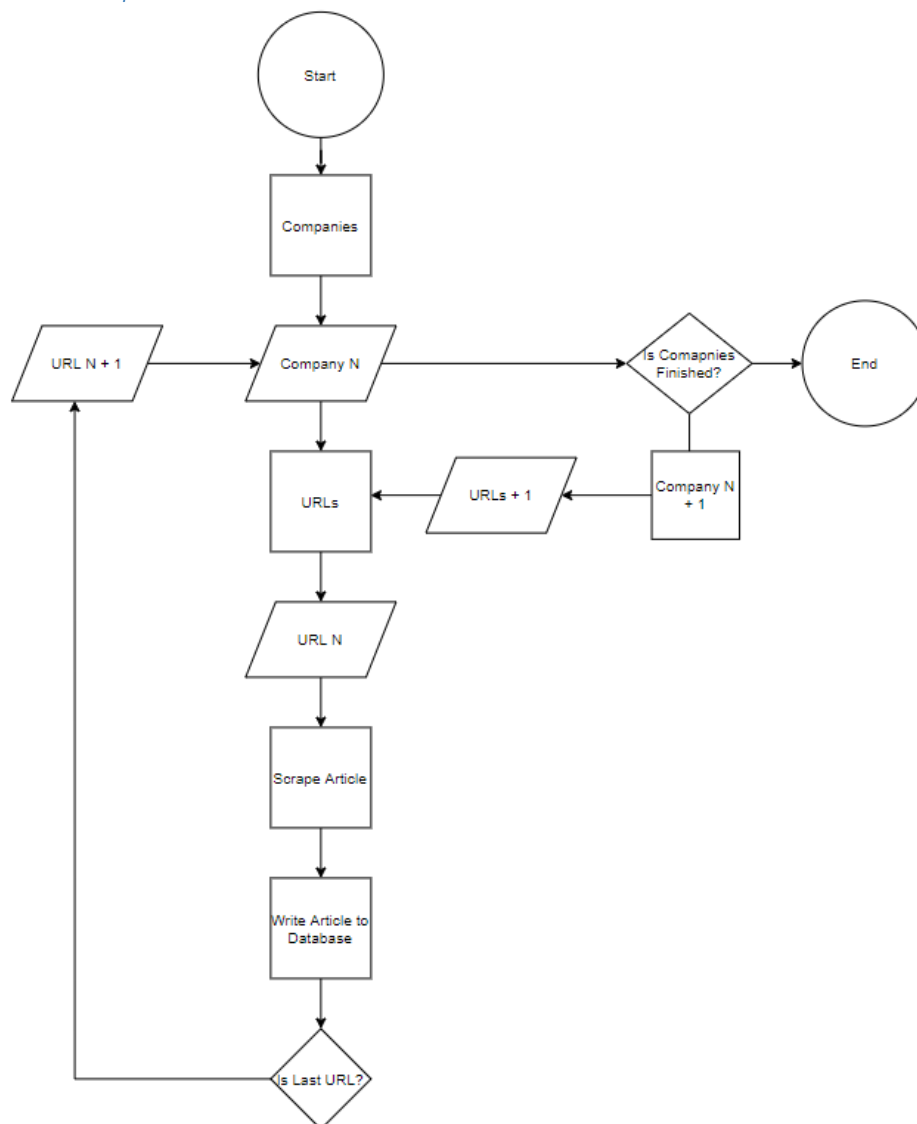 Start
Companies
URL N + 1
Company N
Is Comapnies
Finished?
End
URLs
URLs + 1
Company N
+ 1
URL N
Scrape Article
Write Article to
Database
Is Last URL?